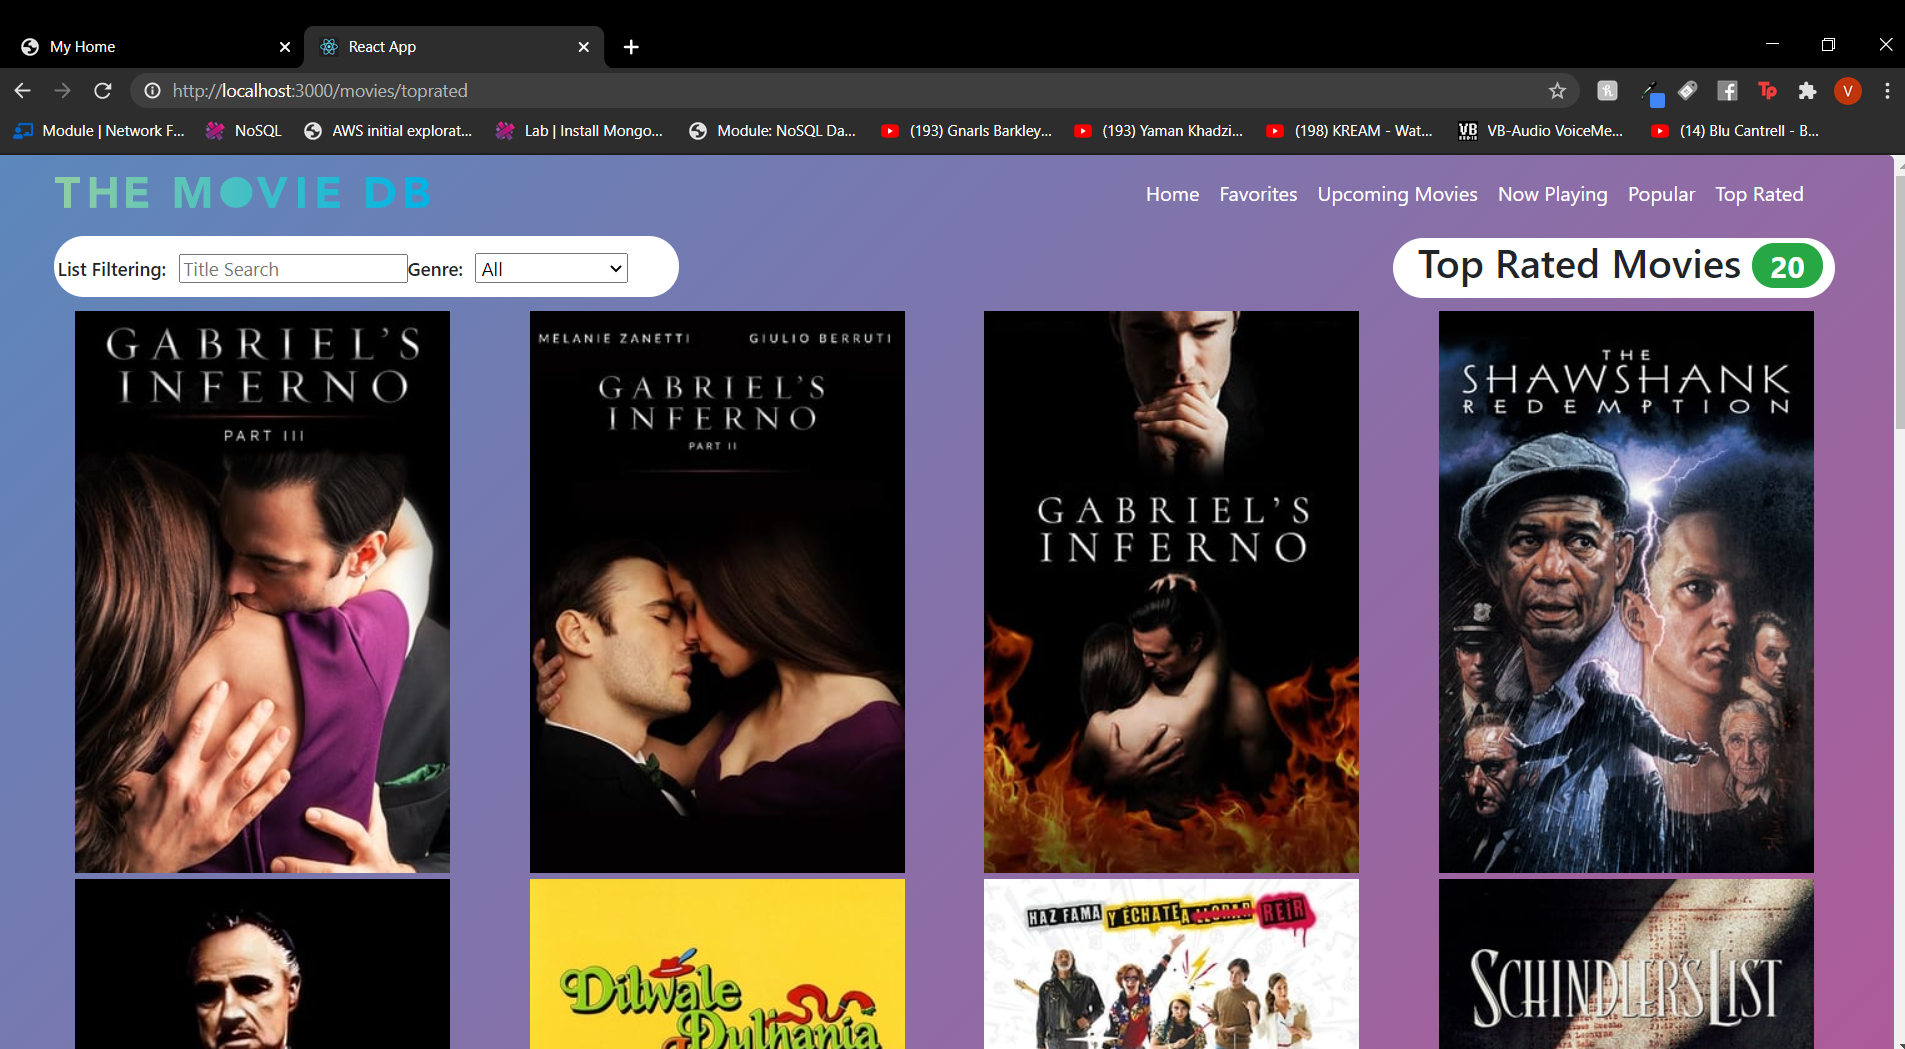 My Home
React App
http://localhost:3000/movies/toprated
V
Module | Network F...
NoSQL
AWS initial explorat...
Lab | Install Mongo...
Module: NoSQL Da...
(193) Gnarls Barkley...
(193) Yaman Khadzi...
(198) KREAM - Wat...
VB-Audio VoiceMe...
(14) Blu Cantrell - B...
THE MOVIE DB
Home
Favorites
Upcoming Movies
Now Playing
Popular
Top Rated
List Filtering:
Title Search
Genre:
All
Top Rated Movies 20
GABRIEL'S
INFERNO
PART III
MELANIE ZANETTI
GIULIO BERRUTI
GABRIEL'S
INFERNO
PART II
GABRIEL'S
INFERNO
THE
SHAWSHANK
REDEMPTION
Dilwale
Dulhania
HAZ FAMA Y ÉCHATE A LLORAR REÍR
SCHINDLER'S LIST